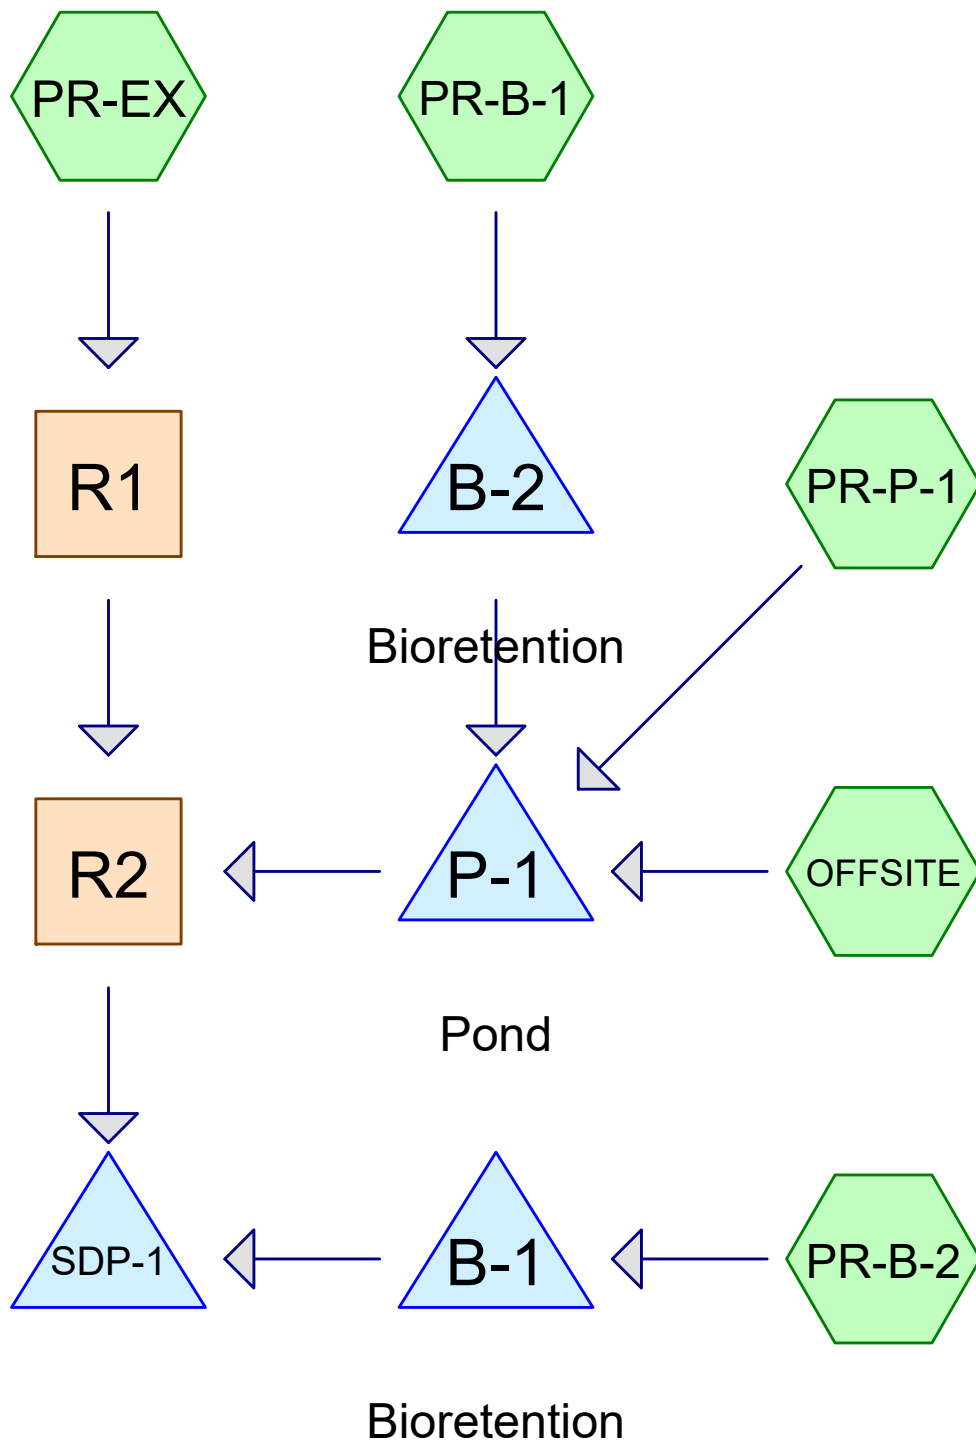 PR-EX
PR-B-1
R1
B-2
PR-P-1
Bioretention
R2
P-1
OFFSITE
Pond
SDP-1
B-1
PR-B-2
Bioretention